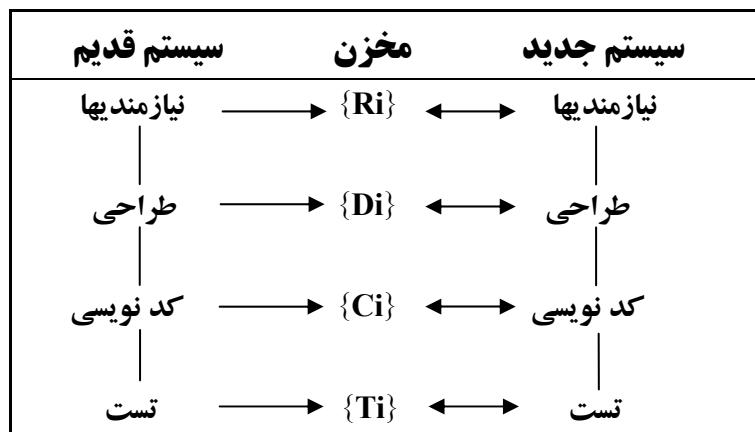 سیستم جدید مخزن سیستم قدیم
نیازمندیها {Ri} نیازمندیها
طراحی {Di} طراحی
کد نویسی {Ci} کد نویسی
تست {Ti} تست